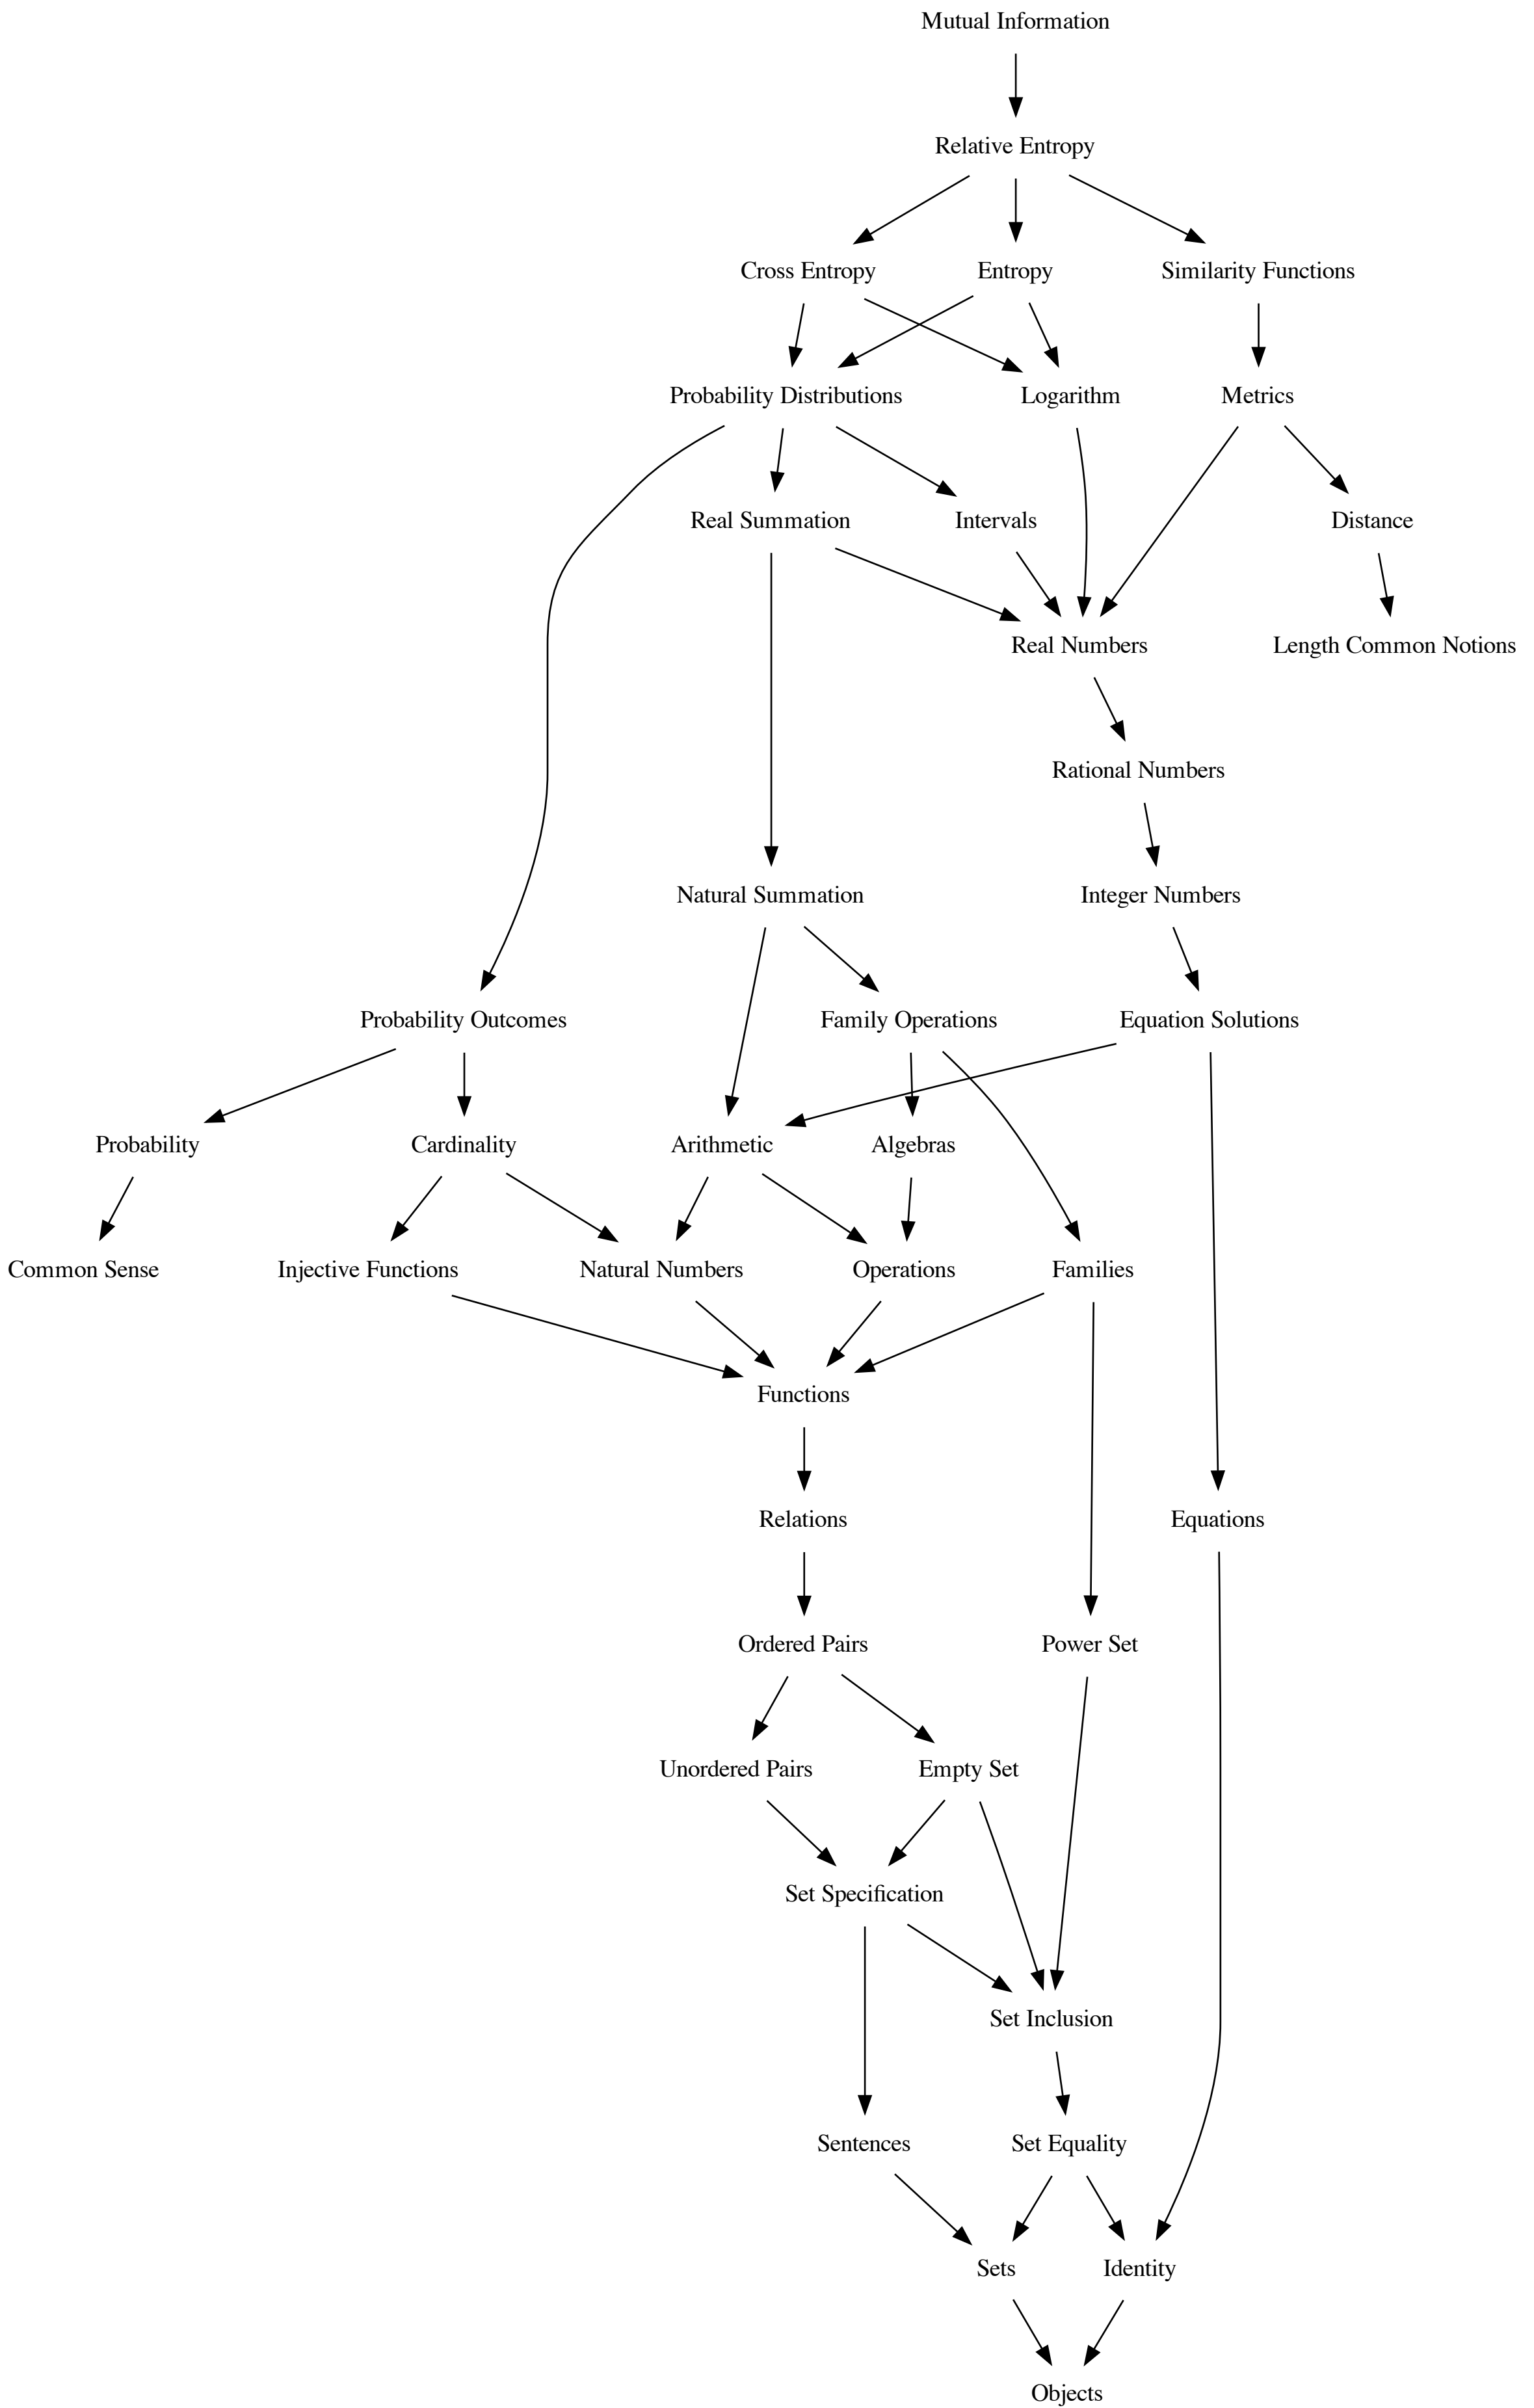 Mutual Information
Relative Entropy
Cross Entropy
Entropy
Similarity Functions
Probability Distributions
Logarithm
Metrics
Real Summation
Intervals
Distance
Real Numbers
Length Common Notions
Rational Numbers
Natural Summation
Integer Numbers
Probability Outcomes
Family Operations
Equation Solutions
Probability
Cardinality
Arithmetic
Algebras
Common Sense
Injective Functions
Natural Numbers
Operations
Families
Functions
Relations
Equations
Ordered Pairs
Power Set
Unordered Pairs
Empty Set
Set Specification
Set Inclusion
Sentences
Set Equality
Sets
Identity
Objects